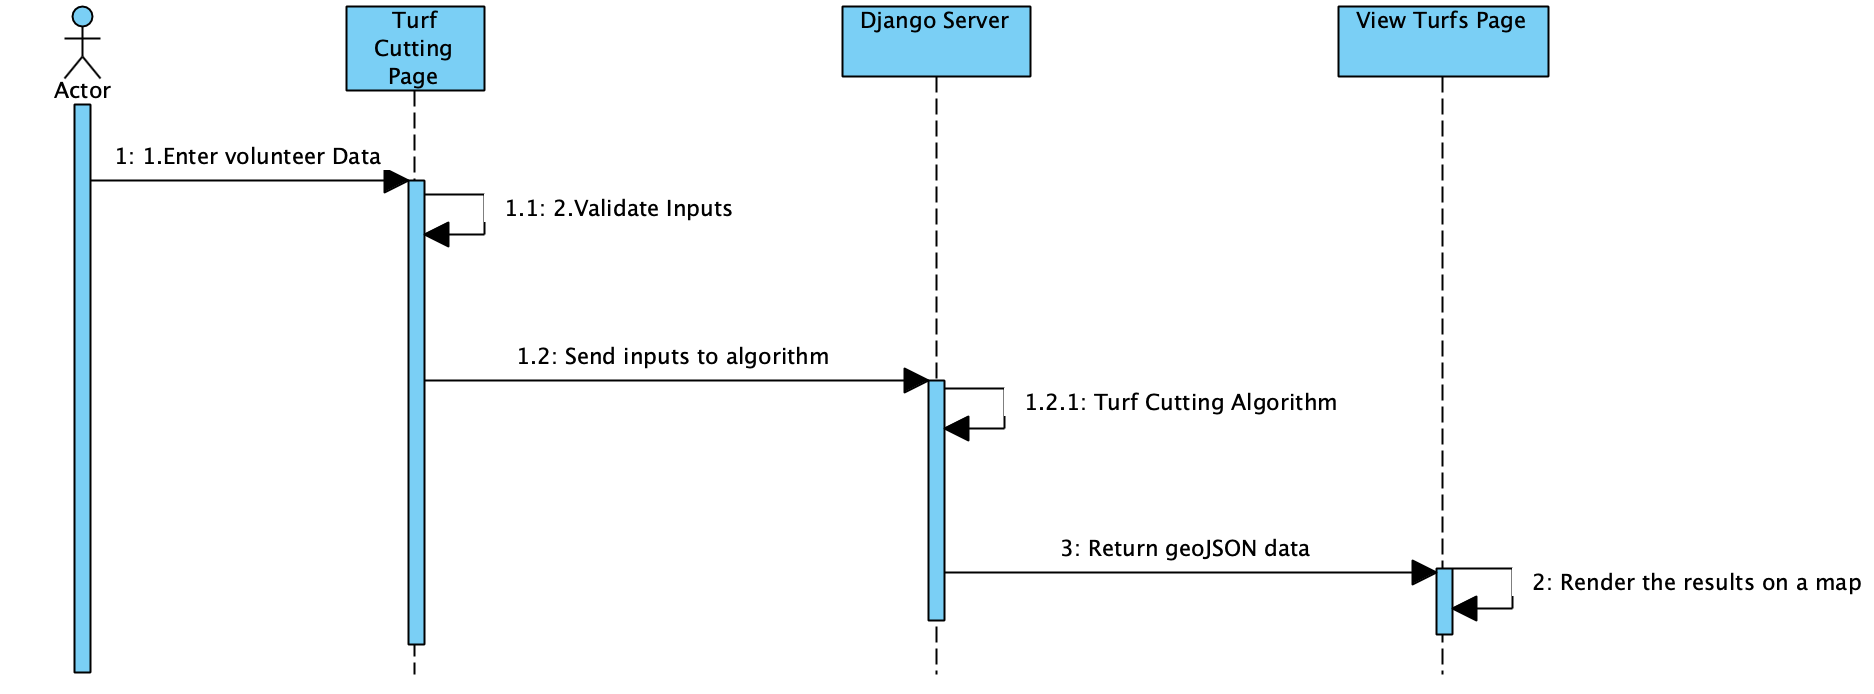 Turf
Cutting
Page
Django Server
View Turfs Page
Actor
1: 1.Enter volunteer Data
1.1: 2.Validate Inputs
1.2: Send inputs to algorithm
1.2.1: Turf Cutting Algorithm
3: Return geoJSON data
2: Render the results on a map